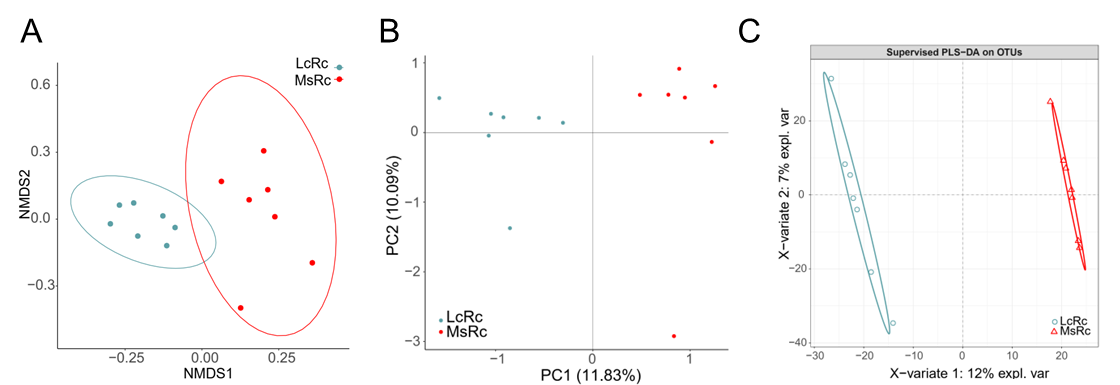 A
LcRc
MsRc
0.6
0.3
0.0
−0.3
NMDS2
−0.25
0.00
0.25
NMDS1
B
1
0
−1
−2
−3
PC2 (10.09%)
LcRc
MsRc
−1
0
1
PC1 (11.83%)
C
Supervised PLS−DA on OTUs
20
0
−20
−40
X−variate 2: 7% expl. var
LcRc
MsRc
−30
−20
−10
0
10
20
X−variate 1: 12% expl. var